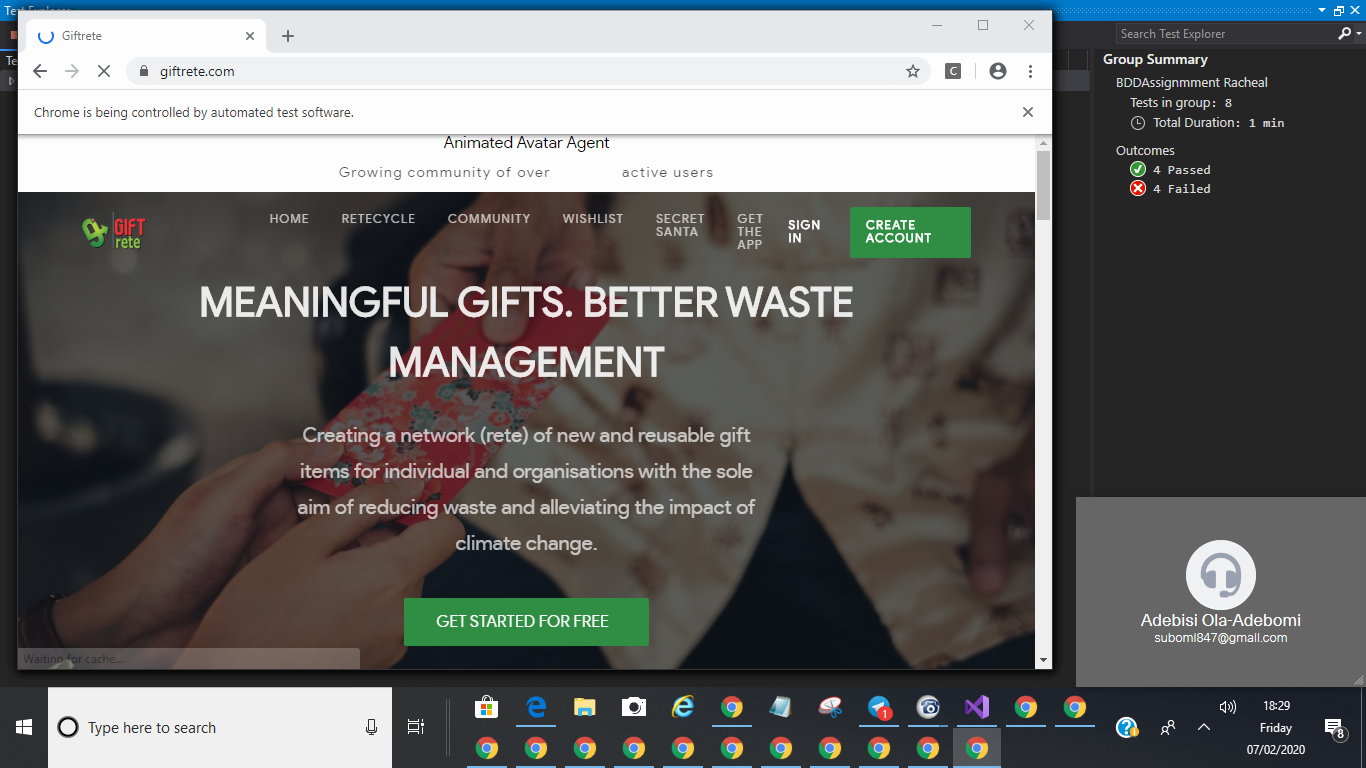 Test Explorer
Giftrete
giftrete.com
C
Chrome is being controlled by automated test software.
Animated Avatar Agent
Growing community of over active users
GIFT
rete
HOME
RETECYCLE
COMMUNITY
WISHLIST
SECRET
SANTA
GET
THE
APP
SIGN
IN
CREATE
ACCOUNT
MEANINGFUL GIFTS. BETTER WASTE
MANAGEMENT
Creating a network (rete) of new and reusable gift
items for individual and organisations with the sole
aim of reducing waste and alleviating the impact of
climate change.
GET STARTED FOR FREE
Waiting for cache...
Te
Search Test Explorer
Group Summary
BDDAssignmment Racheal
Tests in group: 8
Total Duration: 1 min
Outcomes
4 Passed
4 Failed
Adebisi Ola-Adebomi
subomi847@gmail.com
Type here to search
1
18:29
Friday
07/02/2020
8